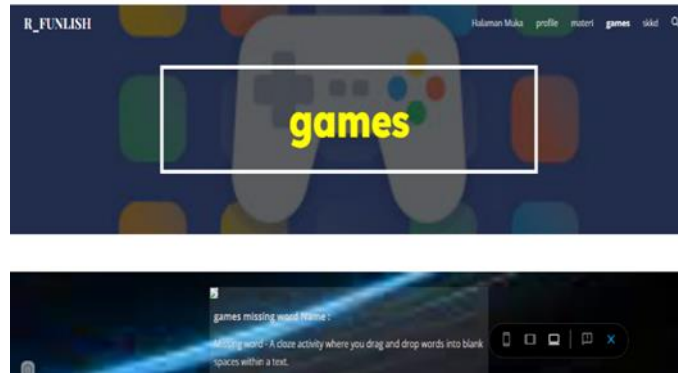 R_FUNLISH
Halaman Muka profile materi games skkd
games
games missing word Name :
Missing word - A cloze activity where you drag and drop words into blank
spaces within a text.